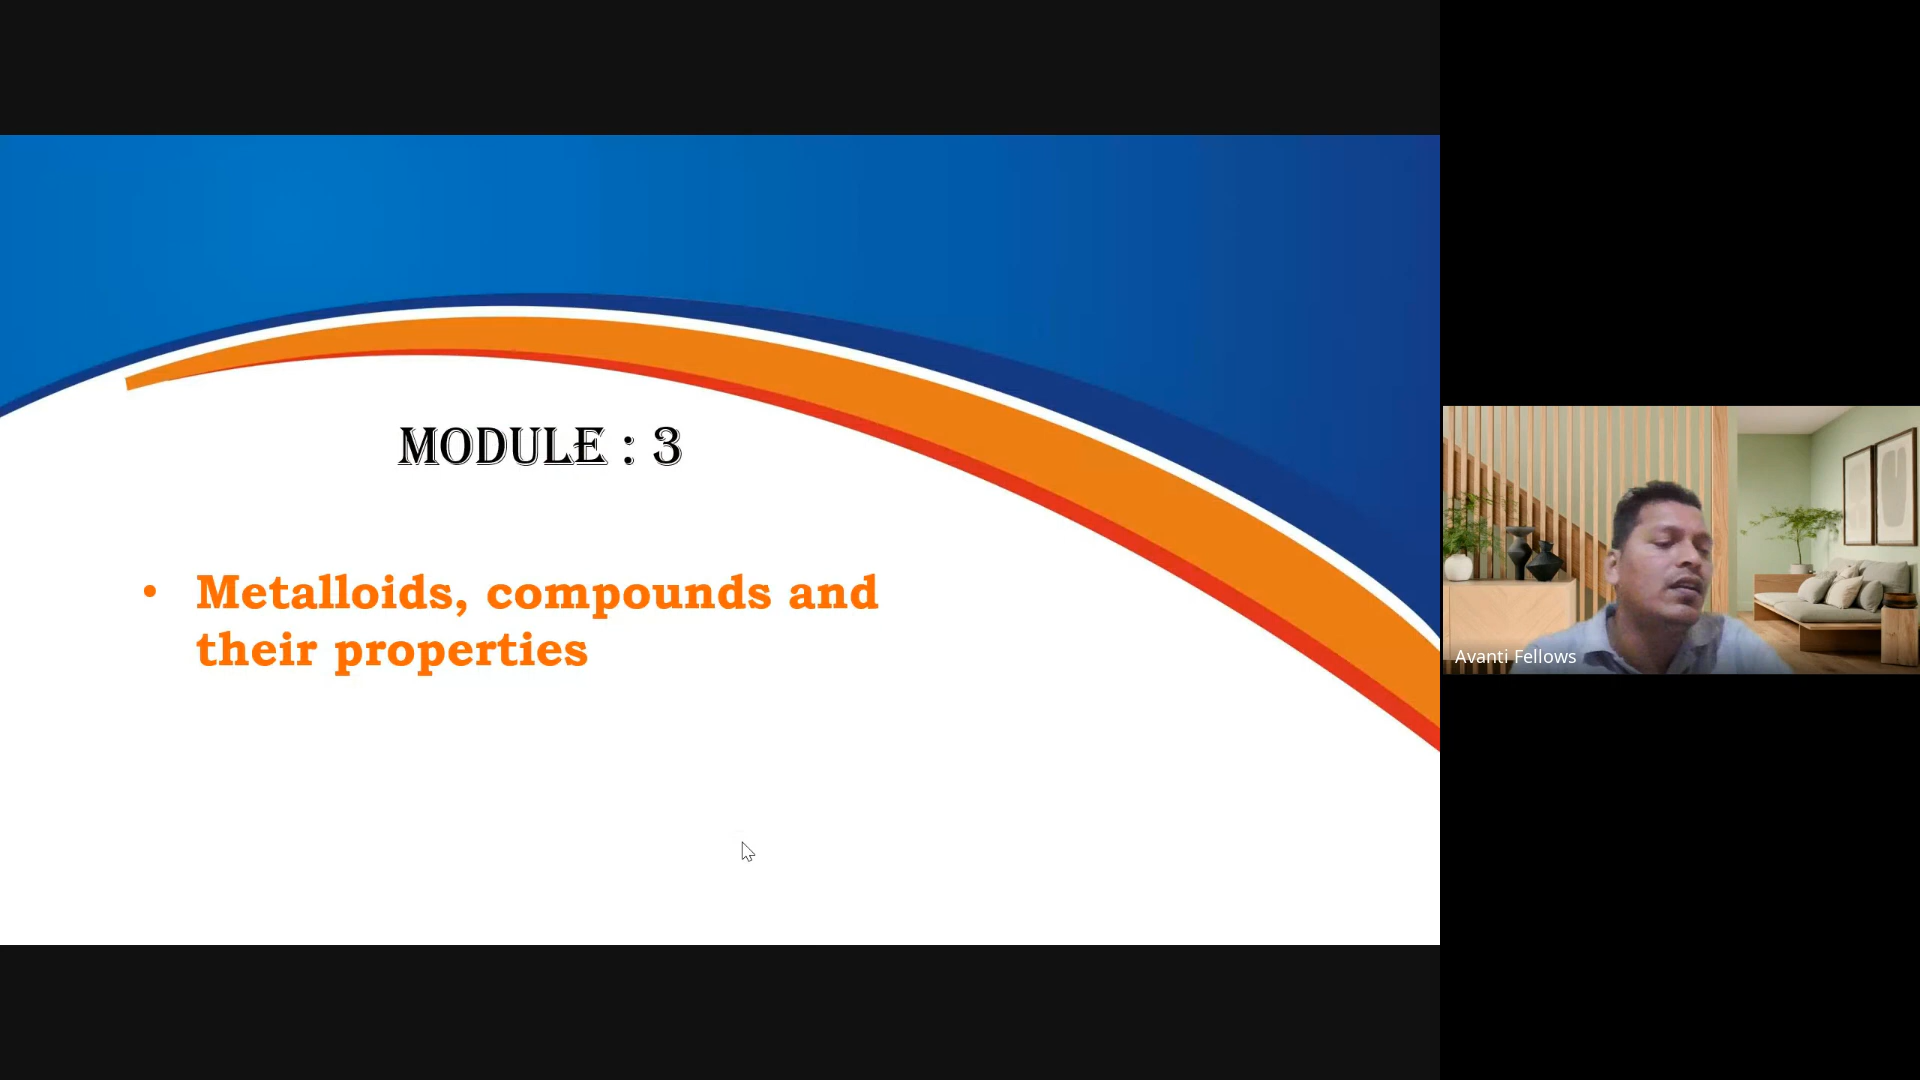 MODULE : 3
• Metalloids, compounds and
their properties
Avanti Fellows